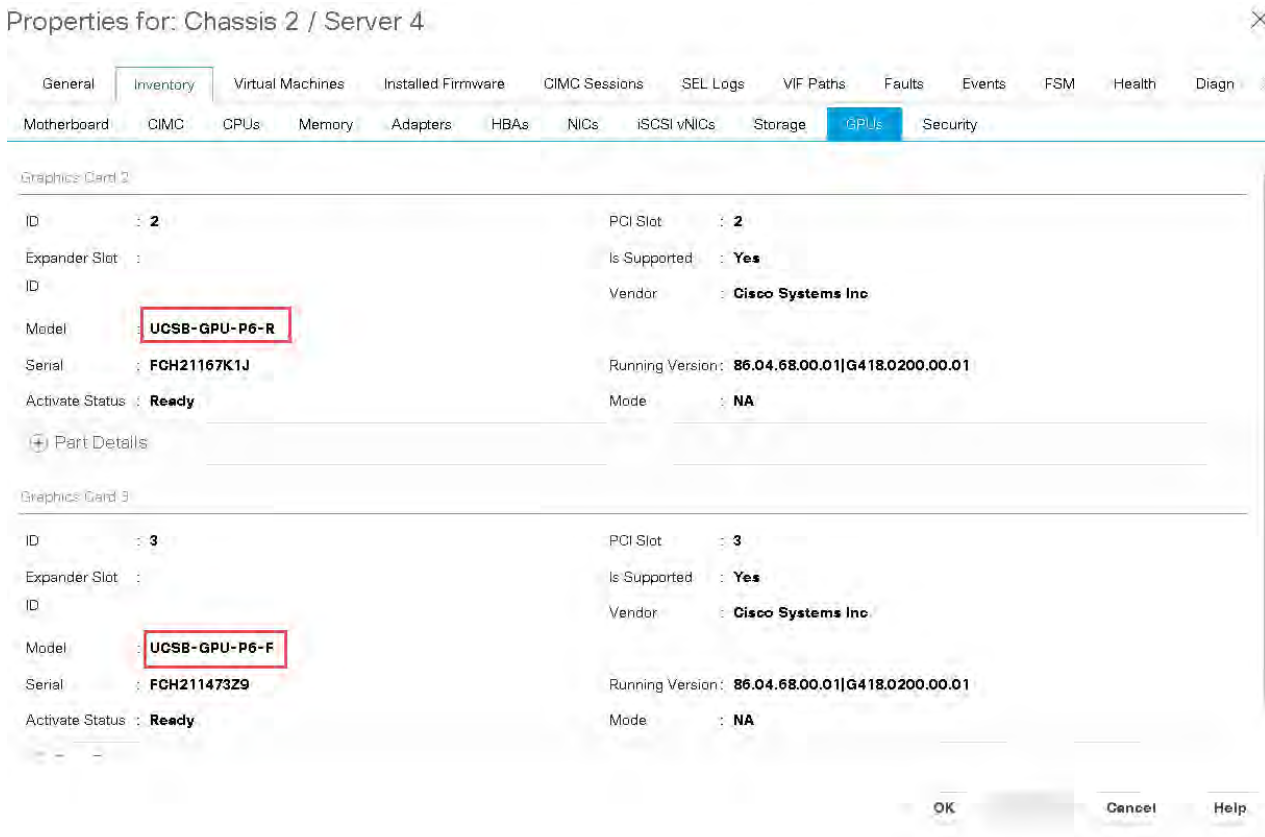 Properties for: Chassis 2 / Server 4
General Inventory Virtual Machines Installed Firmware CIMC Sessions SEL Logs VIF Paths Faults Events FSM Health Diagn
Motherboard CIMC CPUs Memory Adapters HBAs NICs iSCSI vNICs Storage GPUs Security
Graphics Card 2
ID : 2 PCI Slot : 2
Expander Slot : Is Supported : Yes
ID
Vendor : Cisco Systems Inc
Model : UCSB-GPU-P6-R
Serial : FCH21167K1J Running Version : 86.04.68.00.01|G418.0200.00.01
Activate Status : Ready Mode : NA
Part Details
Graphics Card 3
ID : 3 PCI Slot : 3
Expander Slot : Is Supported : Yes
ID
Vendor : Cisco Systems Inc
Model : UCSB-GPU-P6-F
Serial : FCH211473Z9 Running Version : 86.04.68.00.01|G418.0200.00.01
Activate Status : Ready Mode : NA
OK Cancel Help